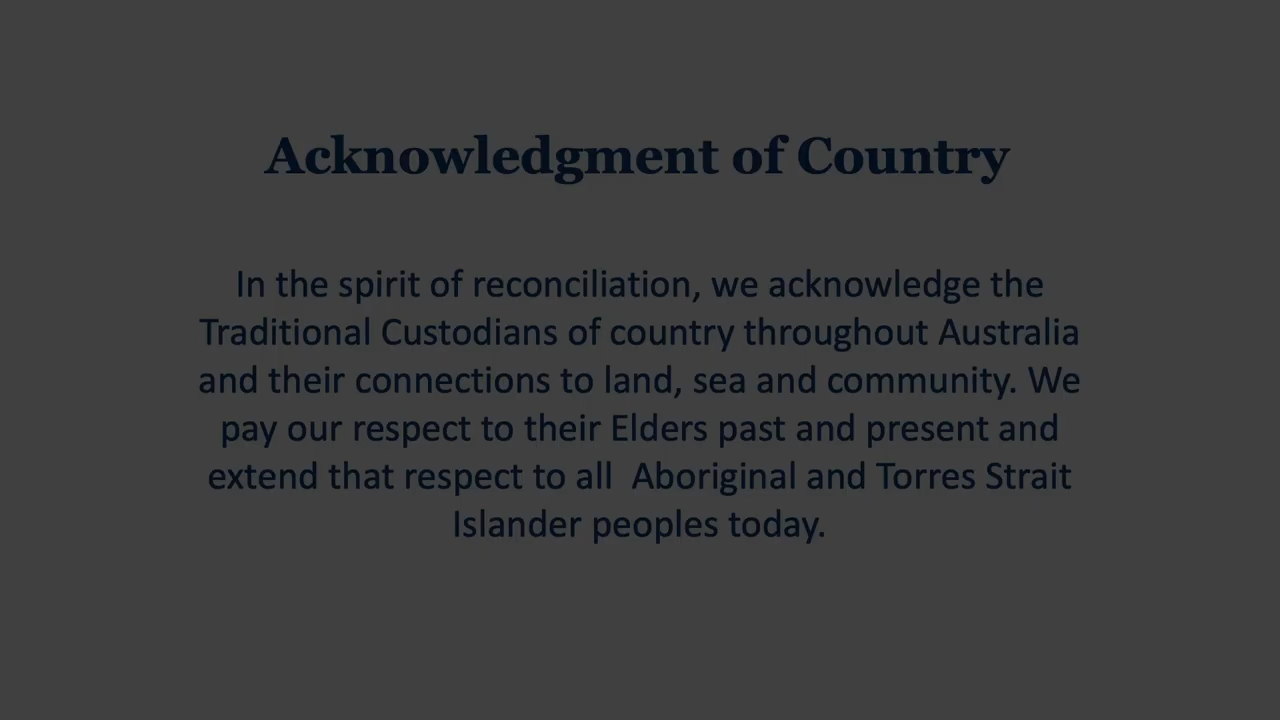 Acknowledgment of Country
In the spirit of reconciliation, we acknowledge the
Traditional Custodians of country throughout Australia
and their connections to land, sea and community. We
pay our respect to their Elders past and present and
extend that respect to all  Aboriginal and Torres Strait
Islander peoples today.